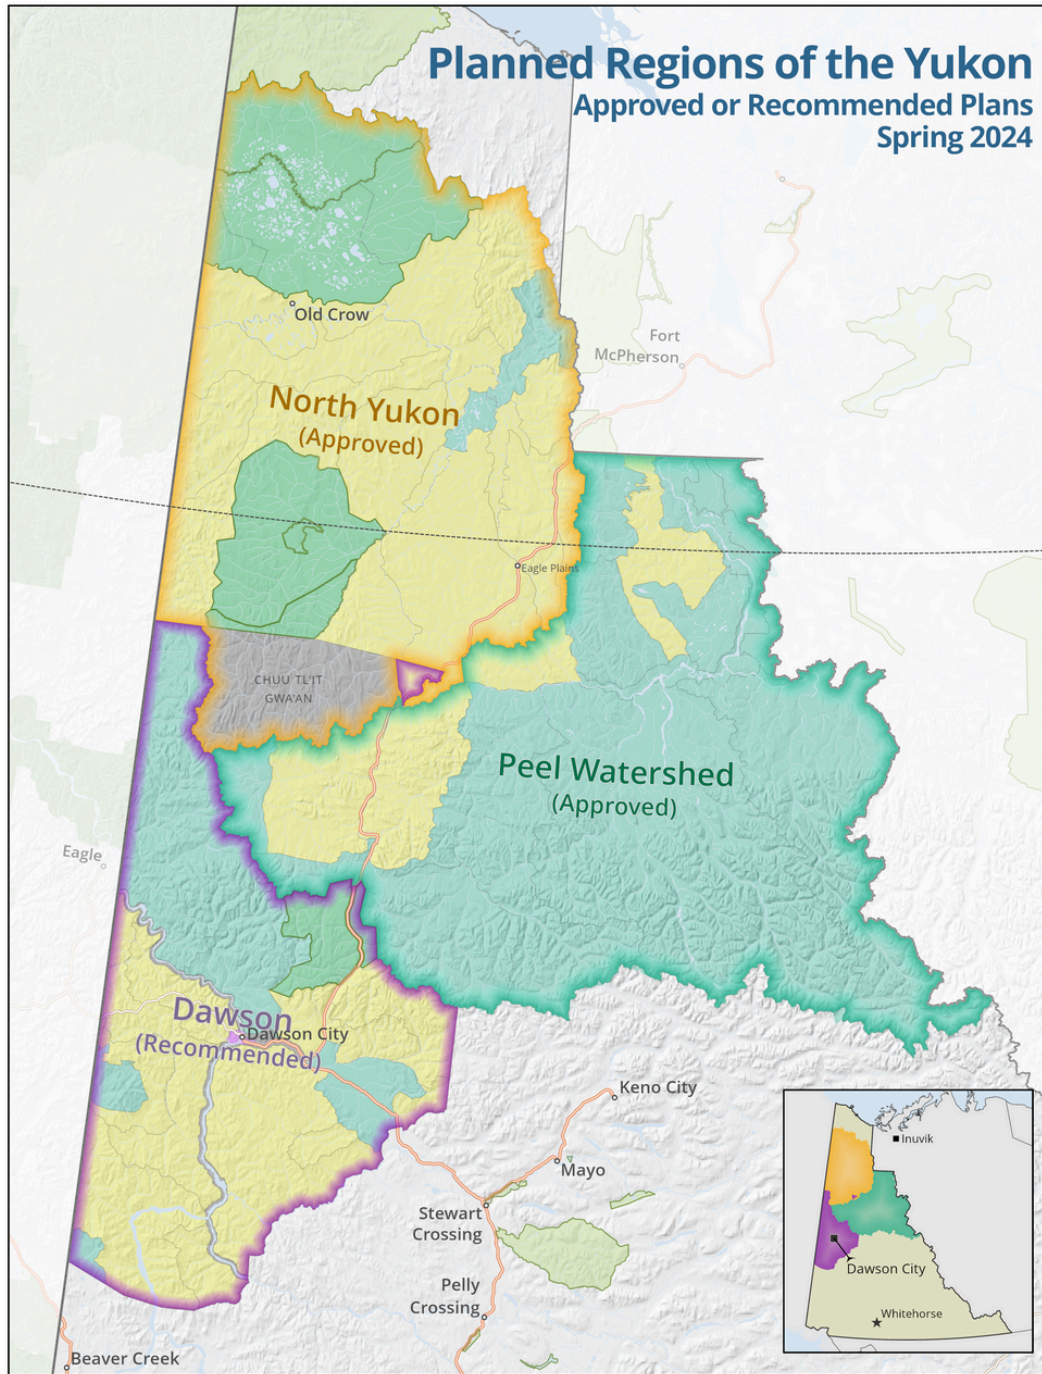 Planned Regions of the Yukon
Approved or Recommended Plans
Spring 2024
Old Crow
Fort
McPherson
North Yukon
(Approved)
Eagle Plains
CHUU TL'IT
GWA'AN
Peel Watershed
(Approved)
Eagle
Dawson
Dawson City
(Recommended)
Keno City
Mayo
Stewart
Crossing
Pelly
Crossing
Beaver Creek
Inuvik
Dawson City
Whitehorse